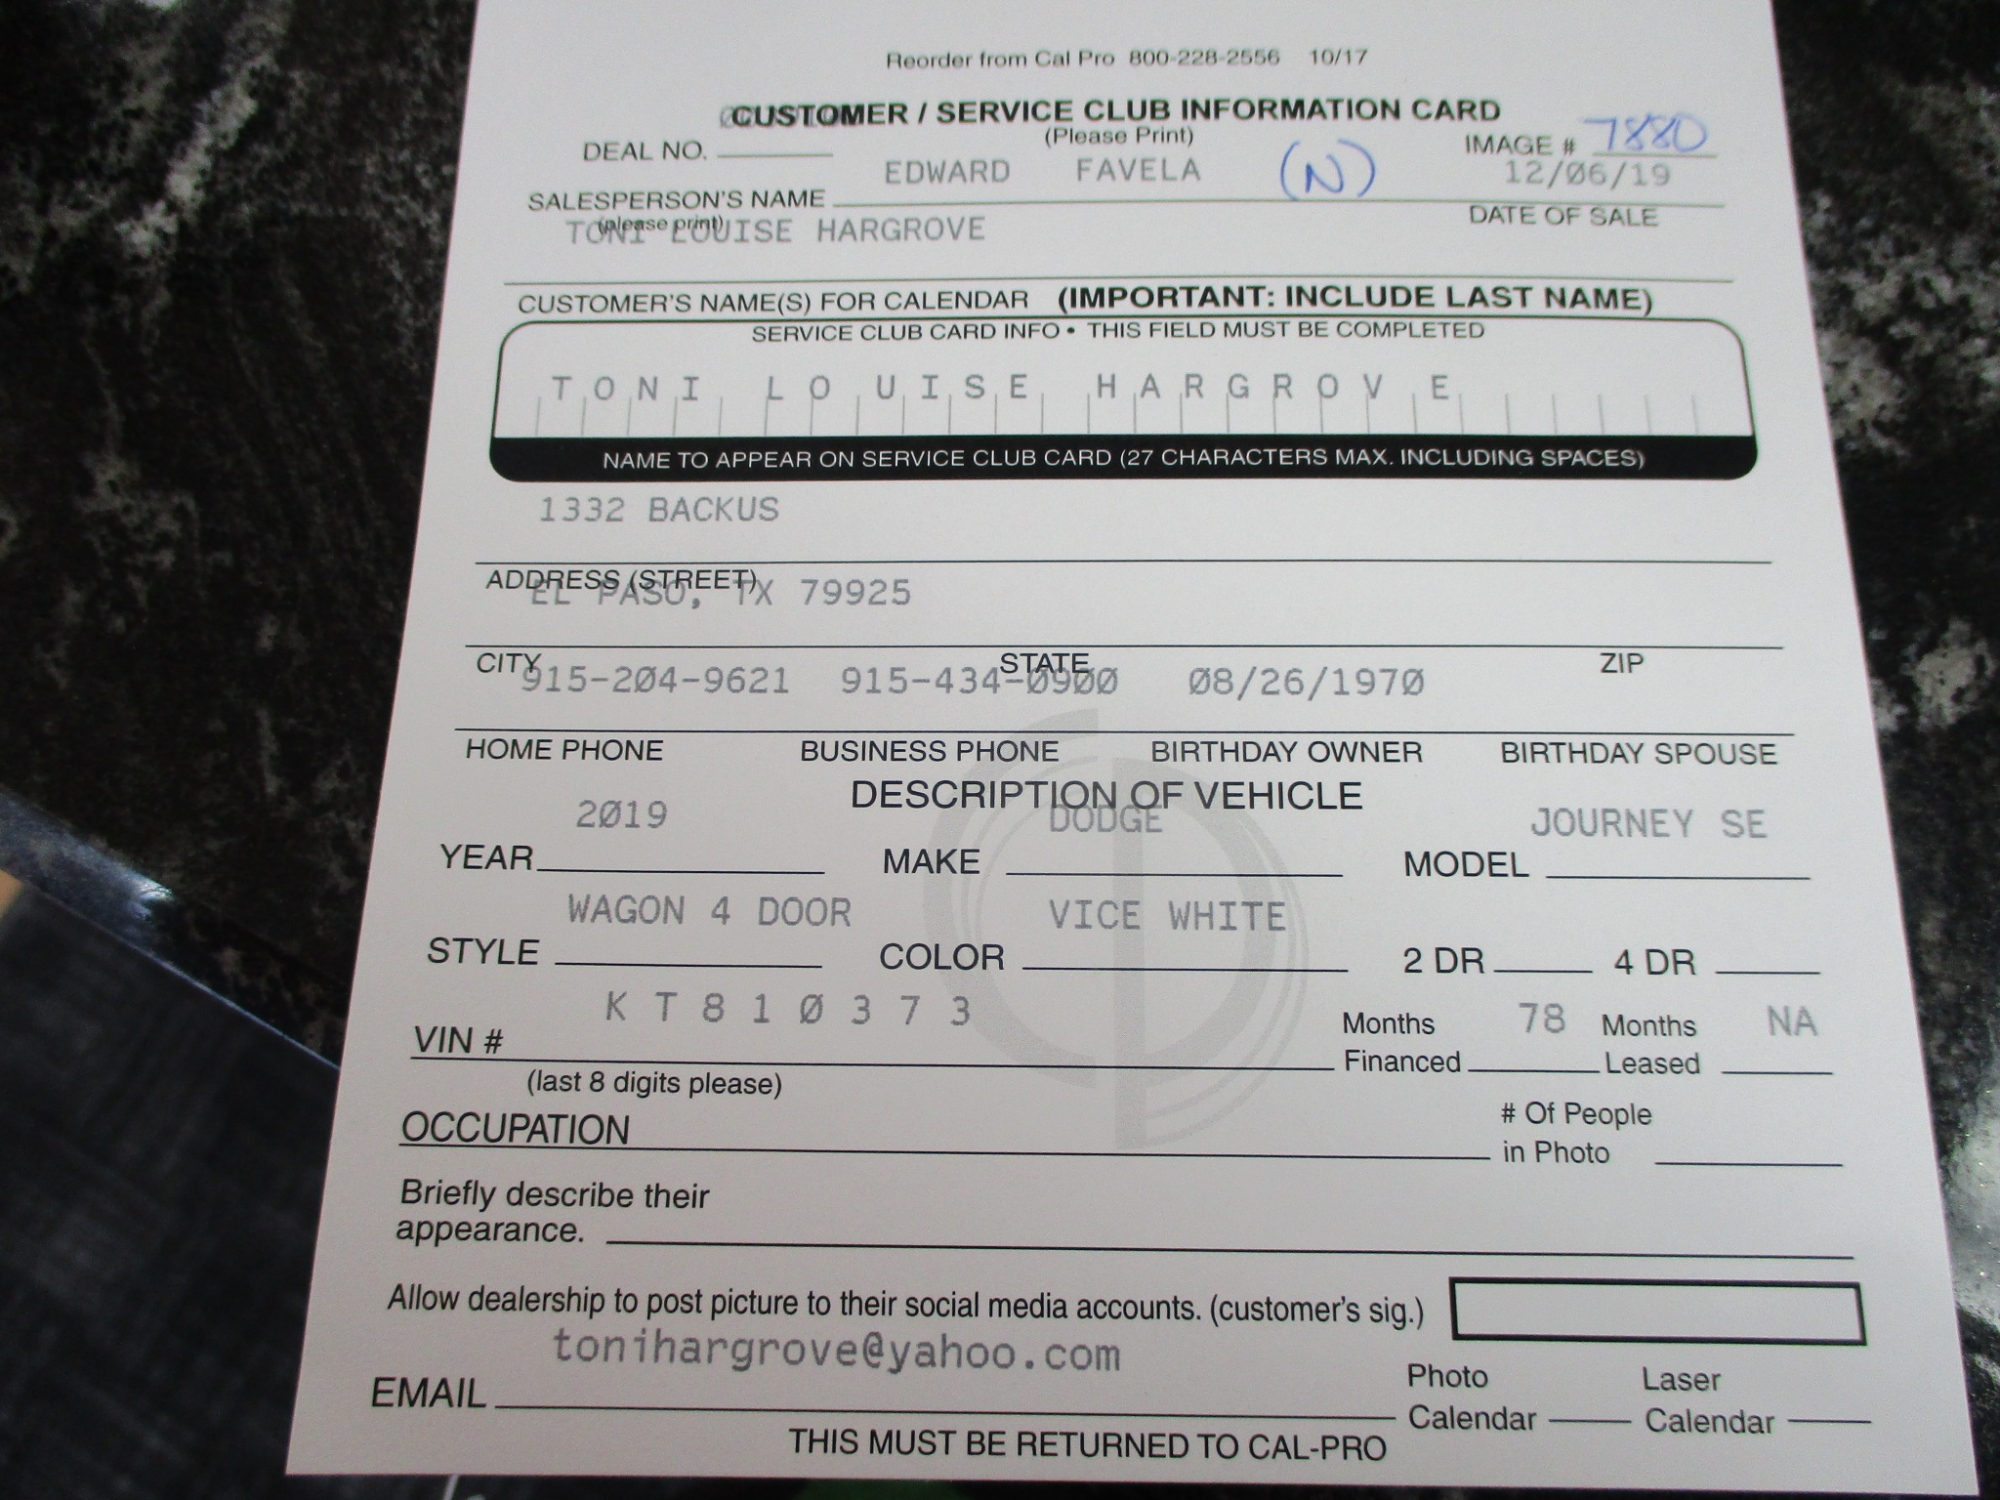 Reorder from Cal Pro 800-228-2556 10/17
CUSTOMER / SERVICE CLUB INFORMATION CARD
(Please Print)
DEAL NO.
IMAGE # 7880
EDWARD FAVELA (N) 12/06/19
SALESPERSON'S NAME
(please print)
DATE OF SALE
TONI LOUISE HARGROVE
CUSTOMER'S NAME(S) FOR CALENDAR (IMPORTANT: INCLUDE LAST NAME)
SERVICE CLUB CARD INFO • THIS FIELD MUST BE COMPLETED
TONI LOUISE HARGROVE
NAME TO APPEAR ON SERVICE CLUB CARD (27 CHARACTERS MAX. INCLUDING SPACES)
1332 BACKUS
ADDRESS (STREET)
EL PASO, TX 79925
CITY STATE ZIP
915-204-9621 915-434-0900 08/26/1970
HOME PHONE BUSINESS PHONE BIRTHDAY OWNER BIRTHDAY SPOUSE
DESCRIPTION OF VEHICLE
2019 DODGE JOURNEY SE
YEAR MAKE MODEL
WAGON 4 DOOR VICE WHITE
STYLE COLOR 2 DR 4 DR
KT810373
VIN #
(last 8 digits please)
Months Financed 78 Months Leased NA
OCCUPATION
# Of People in Photo
Briefly describe their
appearance.
Allow dealership to post picture to their social media accounts. (customer's sig.)
tonihargrove@yahoo.com
EMAIL
Photo Calendar Laser Calendar
THIS MUST BE RETURNED TO CAL-PRO